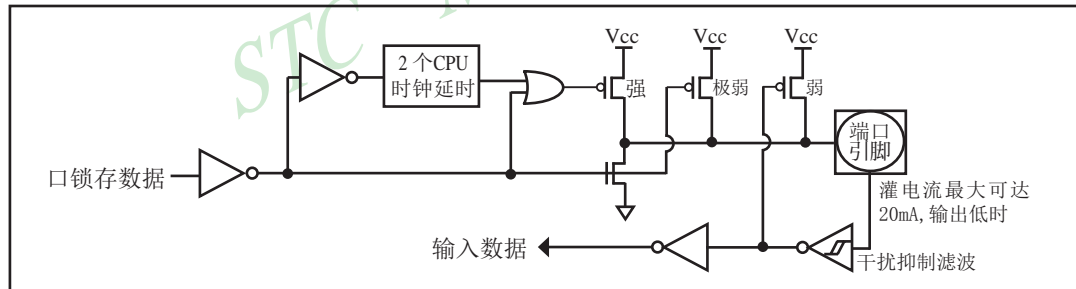 STC
Vcc
Vcc
Vcc
2 个CPU
时钟延时
强
极弱
弱
端口
引脚
口锁存数据
灌电流最大可达
20mA,输出低时
输入数据
干扰抑制滤波